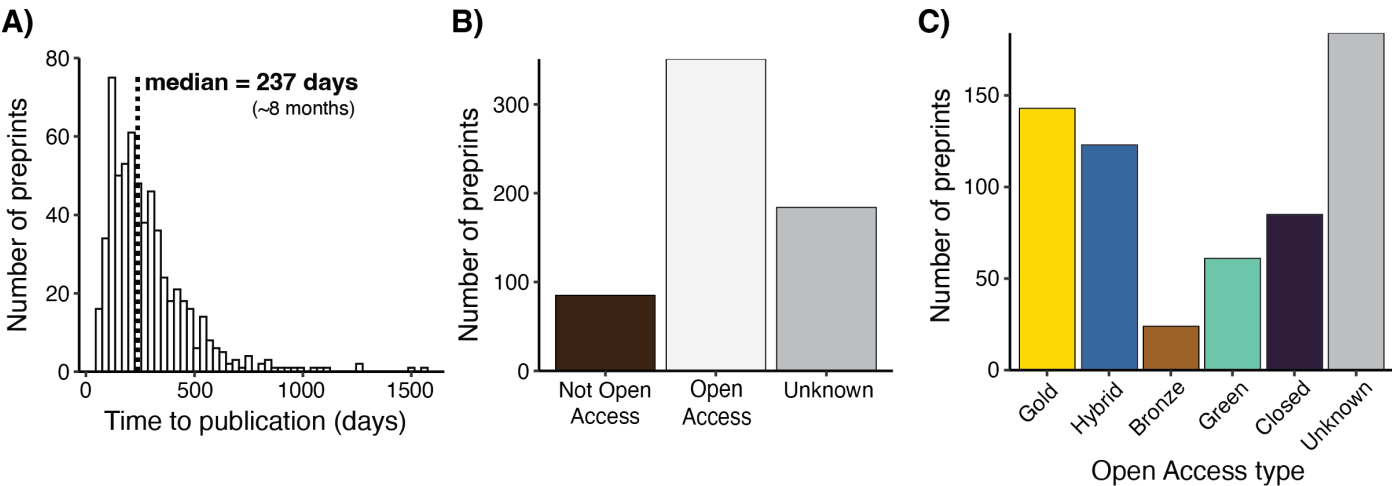 A)
Number of preprints
80
60
40
20
0
median = 237 days
(~8 months)
0 500 1000 1500
Time to publication (days)
B)
Number of preprints
300
200
100
0
Not Open
Access
Open
Access
Unknown
C)
Number of preprints
150
100
50
0
Gold
Hybrid
Bronze
Green
Closed
Unknown
Open Access type